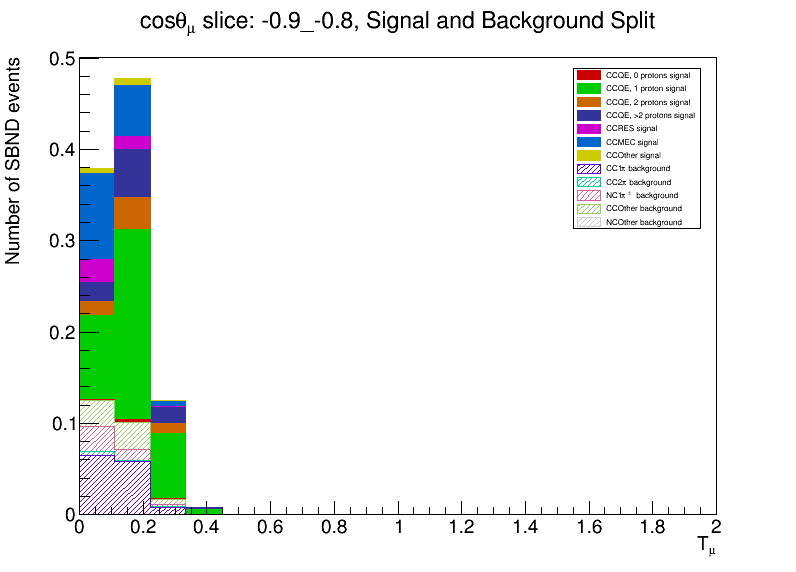 cosθμ slice: -0.9_-0.8, Signal and Background Split
Number of SBND events
0.5
0.4
0.3
0.2
0.1
0
CCQE, 0 protons signal
CCQE, 1 proton signal
CCQE, 2 protons signal
CCQE, >2 protons signal
CCRES signal
CCMEC signal
CCOther signal
CC1π background
CC2π background
NC1π ± background
CCOther background
NCOther background
0 0.2 0.4 0.6 0.8 1 1.2 1.4 1.6 1.8 2
Tμ